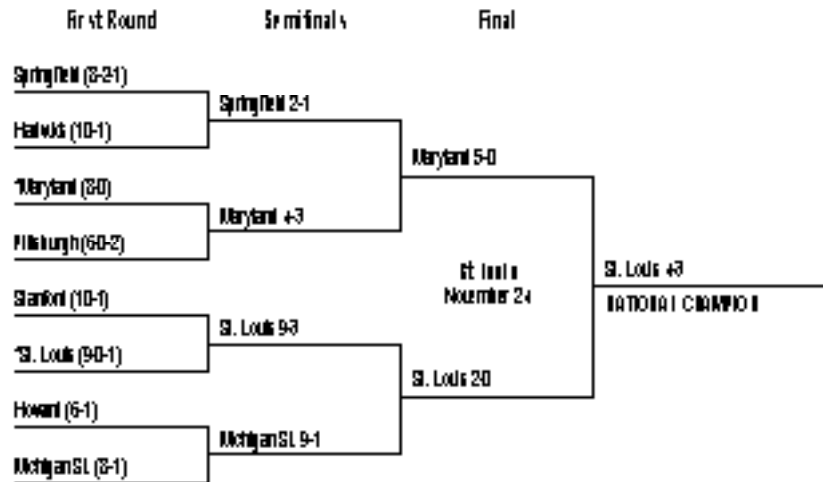 First Round Semifinals Final
Springfield (8-2-1)
Springfield 2-1
Hartwick (10-1)
Maryland 5-0
*Maryland (8-0)
Maryland 4-3
Pittsburgh (6-0-2)
St. Louis
November 24
St. Louis 4-3
NATIONAL CHAMPION
Stanford (10-1)
St. Louis 9-3
*St. Louis (9-0-1)
St. Louis 2-0
Howard (6-1)
Michigan St. 9-1
Michigan St. (8-1)